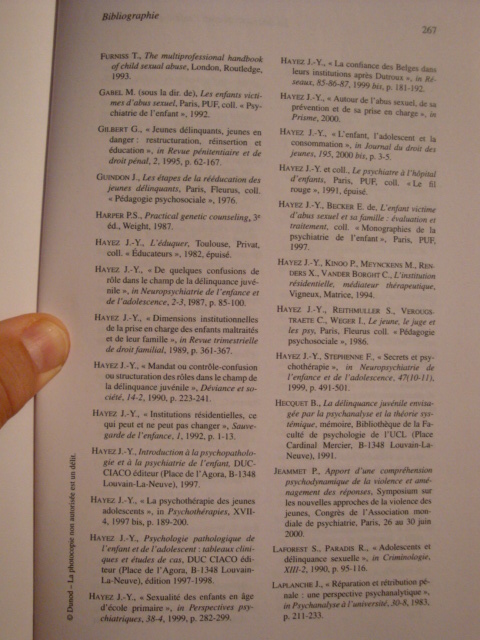 Bibliographie
267
FURNISS T., The multiprofessional handbook
of child sexual abuse, London, Routledge,
1993.
GABEL M. (sous la dir. de), Les enfants victi-
mes d'abus sexuel, Paris, PUF, coll. « Psy-
chiatrie de l'enfant », 1992.
GILBERT G., « Jeunes délinquants, jeunes en
danger : restructuration, réinsertion et
éducation », in Revue pénitentiaire et de
droit pénal, 2, 1995, p. 62-167.
GUINDON J., Les étapes de la rééducation des
jeunes délinquants, Paris, Fleurus, coll.
« Pédagogie psychosociale », 1976.
HARPER P.S., Practical genetic counseling, 3e
éd., Weight, 1987.
HAYEZ J.-Y., L'éduquer, Toulouse, Privat,
coll. « Éducateurs », 1982, épuisé.
HAYEZ J.-Y., « De quelques confusions de
rôle dans le champ de la délinquance juvé-
nile », in Neuropsychiatrie de l'enfance et
de l'adolescence, 2-3, 1987, p. 85-100.
HAYEZ J.-Y., « Dimensions institutionnelles
de la prise en charge des enfants maltraités
et de leur famille », in Revue trimestrielle
de droit familial, 1989, p. 361-367.
HAYEZ J.-Y., « Mandat ou contrôle-confusion
ou structuration des rôles dans le champ de
la délinquance juvénile », Déviance et so-
ciété, 14-2, 1990, p. 223-241.
HAYEZ J.-Y., « Institutions résidentielles, ce
qui peut et ne peut pas changer », Sauve-
garde de l'enfance, 1, 1992, p. 1-13.
HAYEZ J.-Y., Introduction à la psychopatholo-
gie et à la psychiatrie de l'enfant, DUC-
CIACO éditeur (Place de l'Agora, B-1348
Louvain-La-Neuve), 1997.
HAYEZ J.-Y., « La psychothérapie des jeunes
adolescents », in Psychothérapies, XVII-
4, 1997 bis, p. 189-200.
HAYEZ J.-Y., Psychologie pathologique de
l'enfant et de l'adolescent : tableaux clini-
ques et études de cas, DUC CIACO édi-
teur (Place de l'Agora, B-1348 Louvain-
La-Neuve), édition 1997-1998.
HAYEZ J.-Y., « Sexualité des enfants en âge
d'école primaire », in Perspectives psy-
chiatriques, 38-4, 1999, p. 282-299.
HAYEZ J.-Y., « La confiance des Belges dans
leurs institutions après Dutroux », in Ré-
seaux, 85-86-87, 1999 bis, p. 181-192.
HAYEZ J.-Y., « Autour de l'abus sexuel, de sa
prévention et de sa prise en charge », in
Prisme, 2000.
HAYEZ J.-Y., « L'enfant, l'adolescent et la
consommation », in Journal du droit des
jeunes, 195, 2000 bis, p. 3-5.
HAYEZ J.-Y. et coll., Le psychiatre à l'hôpital
d'enfants, Paris, PUF, coll. « Le fil
rouge », 1991, épuisé.
HAYEZ J.-Y., BECKER E. de, L'enfant victime
d'abus sexuel et sa famille : évaluation et
traitement, coll. « Monographies de la
psychiatrie de l'enfant », Paris, PUF,
1997.
HAYEZ J.-Y., KINOO P., MEYNCKENS M., REN-
DERS X., VANDER BORGHT C., L'institution
résidentielle, médiateur thérapeutique,
Vigneux, Matrice, 1994.
HAYEZ J.-Y., REITHMULLER S., VEROUGS-
TRAETE C., WEGER I., Le jeune, le juge et
les psy, Paris, Fleurus coll. « Pédagogie
psychosociale », 1986.
HAYEZ J.-Y., STEPHENNE F., « Secrets et psy-
chothérapie », in Neuropsychiatrie de
l'enfance et de l'adolescence, 47(10-11),
1999, p. 491-501.
HECQUET B., La délinquance juvénile envisa-
gée par la psychanalyse et la théorie sys-
témique, mémoire, Bibliothèque de la Fa-
culté de psychologie de l'UCL (Place
Cardinal Mercier, B-1348 Louvain-La-
Neuve), 1991.
JEAMMET P., Apport d'une compréhension
psychodynamique de la violence et amé-
nagement des réponses, Symposium sur
les nouvelles approches de la violence des
jeunes, Congrès de l'Association mon-
diale de psychiatrie, Paris, 26 au 30 juin
2000.
LAFOREST S., PARADIS R., « Adolescents et
délinquance sexuelle », in Criminologie,
XIII-2, 1990, p. 95-116.
LAPLANCHE J., « Réparation et rétribution pé-
nale : une perspective psychanalytique »,
in Psychanalyse à l'université, 30-8, 1983,
p. 211-233.
© Dunod – La photocopie non autorisée est un délit.